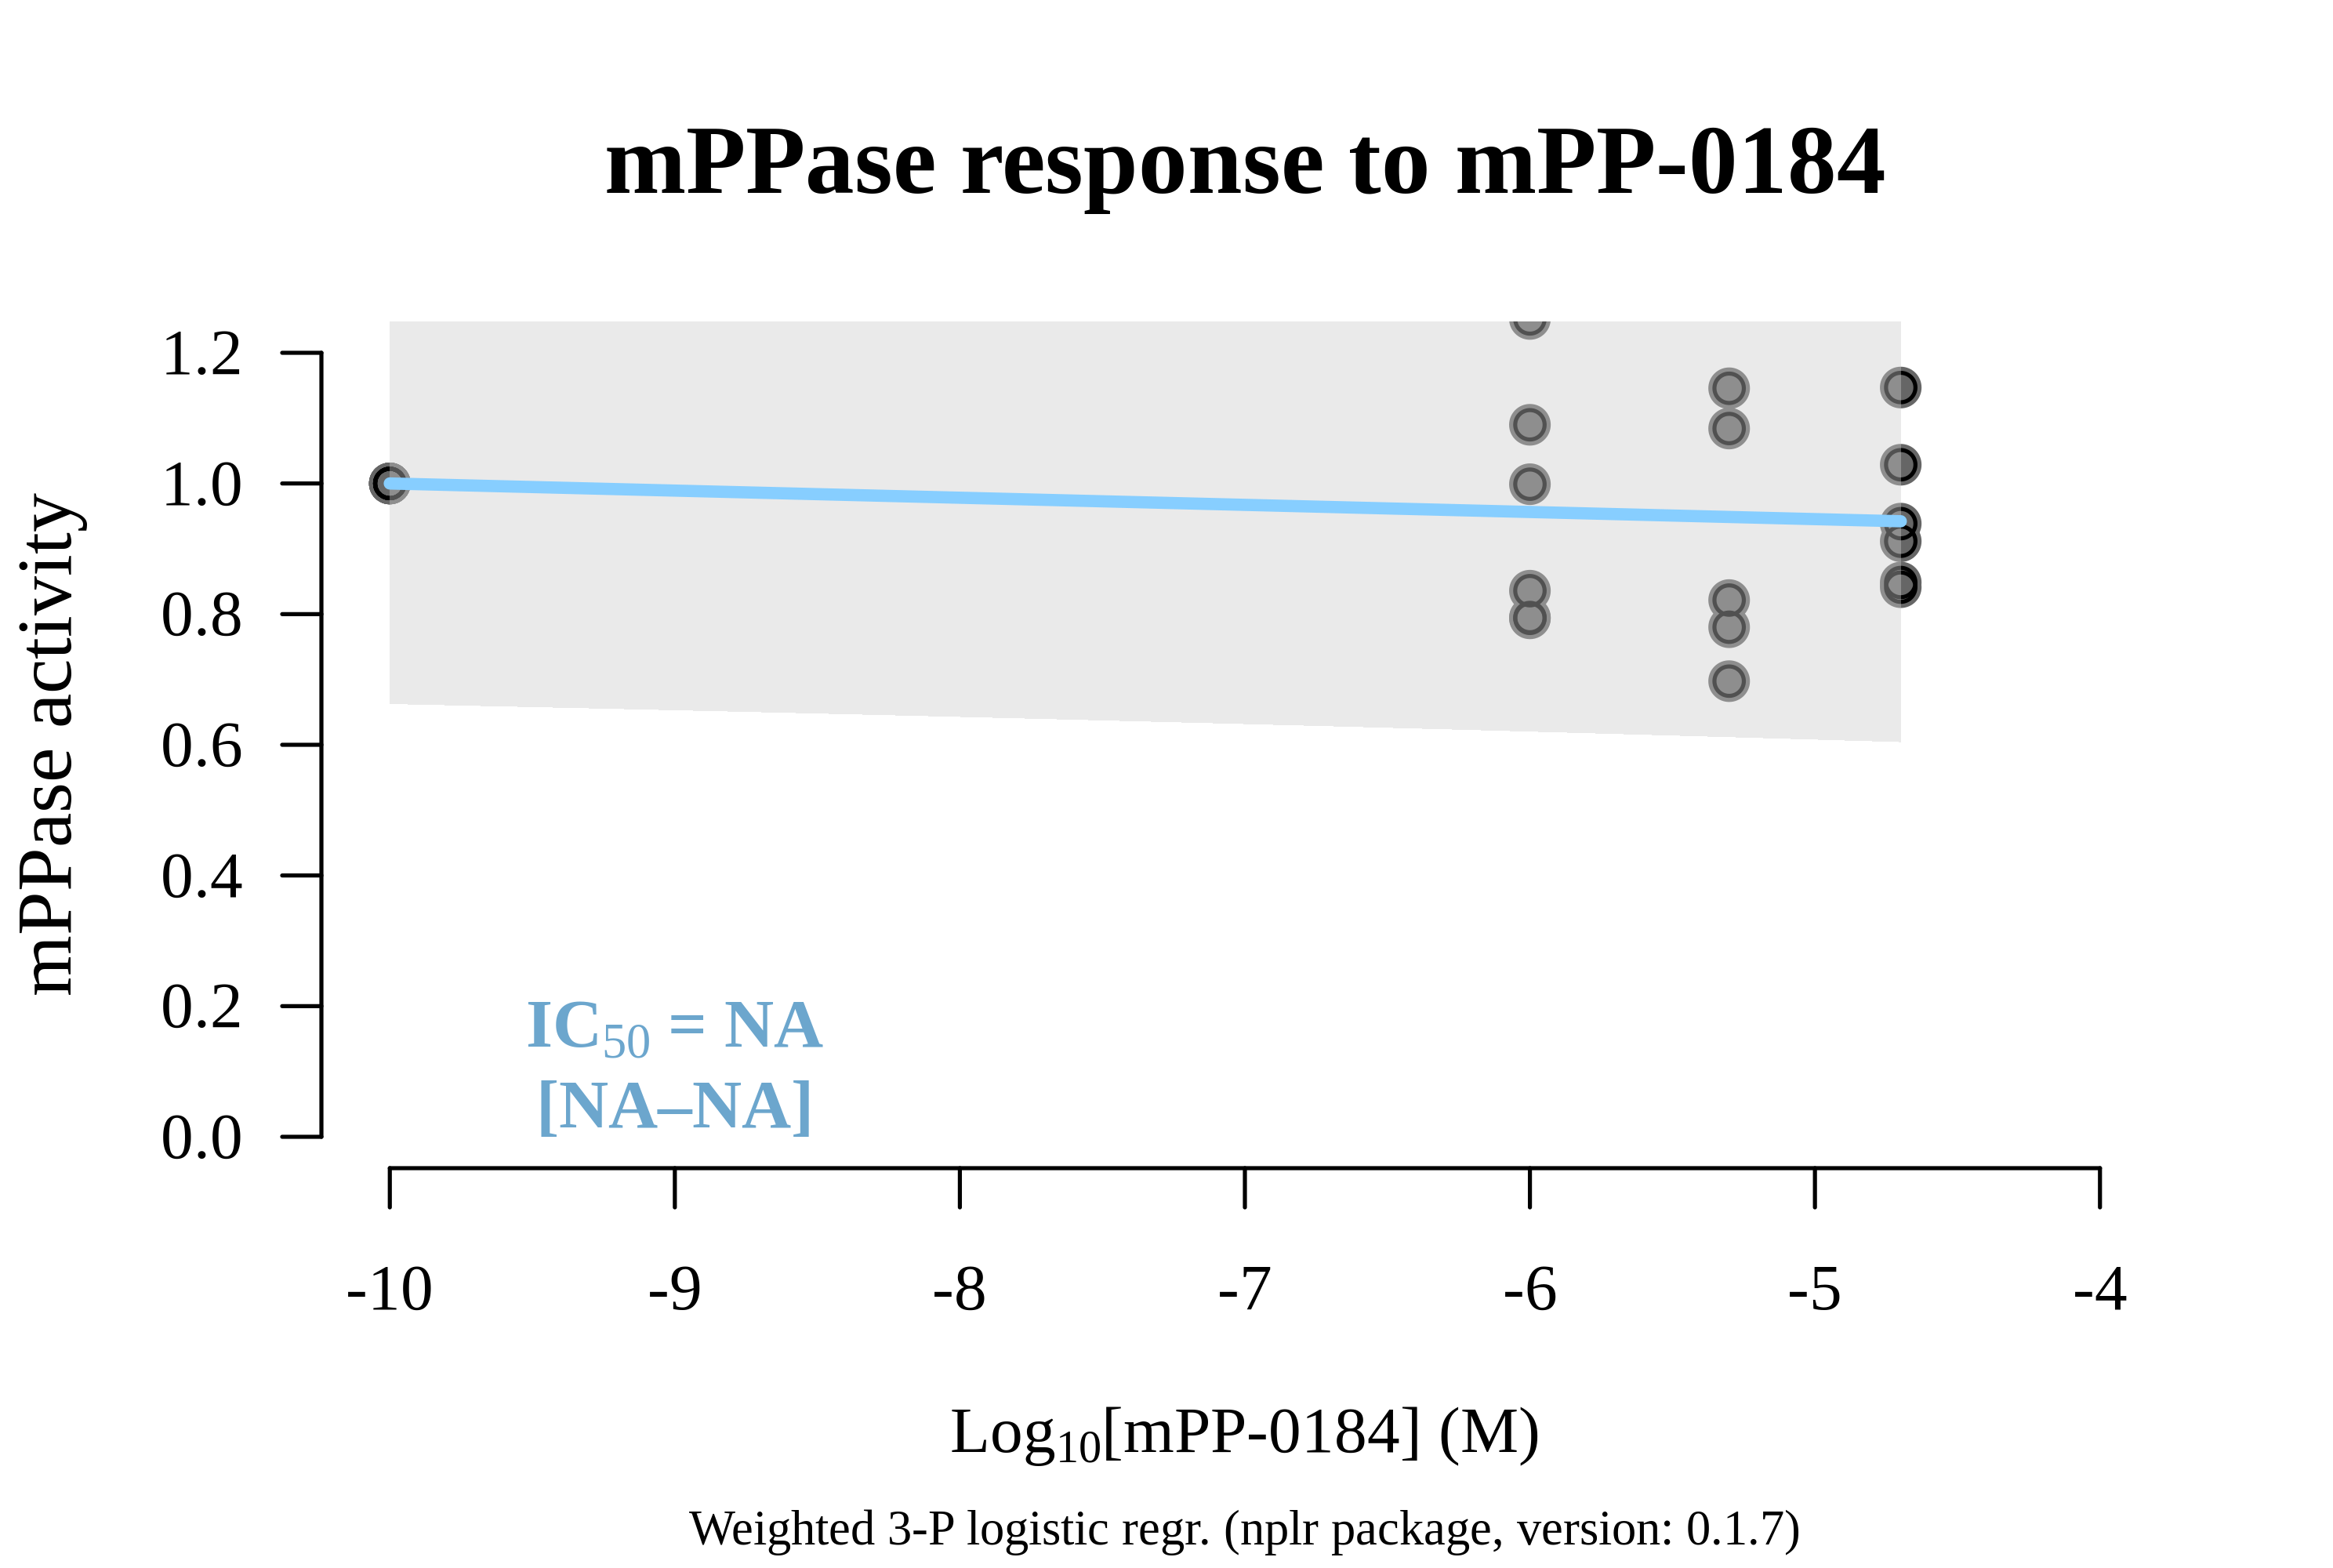 mPPase response to mPP-0184
mPPase activity
1.2
1.0
0.8
0.6
0.4
0.2
0.0
IC50 = NA
[NA–NA]
-10 -9 -8 -7 -6 -5 -4
Log10[mPP-0184] (M)
Weighted 3-P logistic regr. (nplr package, version: 0.1.7)